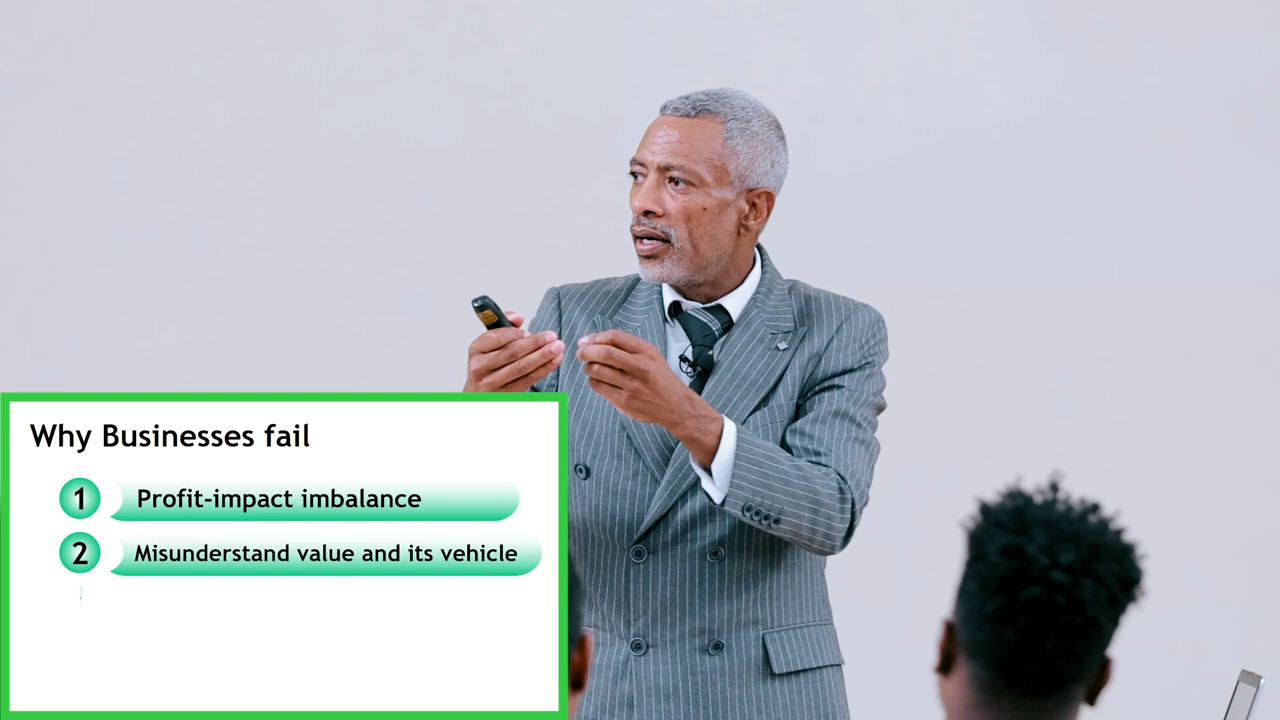 Why Businesses fail
1 Profit-impact imbalance
2 Misunderstand value and its vehicle